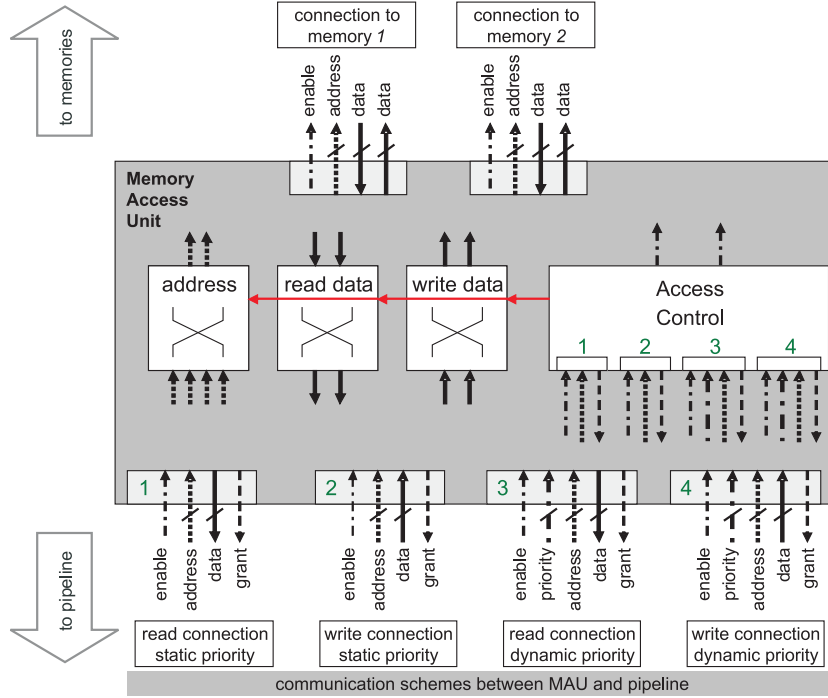 to memories
connection to
memory 1
connection to
memory 2
enable
address
data
data
enable
address
data
data
Memory
Access
Unit
address
read data
write data
Access
Control
1
2
3
4
1
2
3
4
enable
address
data
grant
enable
address
data
grant
enable
priority
address
data
grant
enable
priority
address
data
grant
to pipeline
read connection
static priority
write connection
static priority
read connection
dynamic priority
write connection
dynamic priority
communication schemes between MAU and pipeline